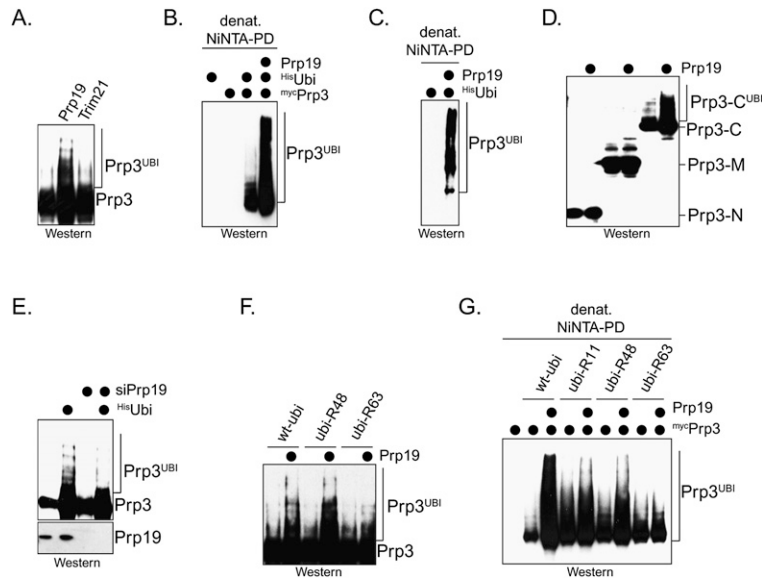 A.
Prp19
Trim21
Prp3ᵁᴮᴵ
Prp3
Western
B.
denat.
NiNTA-PD
Prp19
ᴴⁱˢUbi
ᵐʸᶜPrp3
Prp3ᵁᴮᴵ
Western
C.
denat.
NiNTA-PD
Prp19
ᴴⁱˢUbi
Prp3ᵁᴮᴵ
Western
D.
Prp19
Prp3-Cᵁᴮᴵ
Prp3-C
Prp3-M
Prp3-N
Western
E.
siPrp19
ᴴⁱˢUbi
Prp3ᵁᴮᴵ
Prp3
Prp19
Western
F.
wt-ubi
ubi-R48
ubi-R63
Prp19
Prp3ᵁᴮᴵ
Prp3
Western
G.
denat.
NiNTA-PD
wt-ubi
ubi-R11
ubi-R48
ubi-R63
Prp19
ᵐʸᶜPrp3
Prp3ᵁᴮᴵ
Western